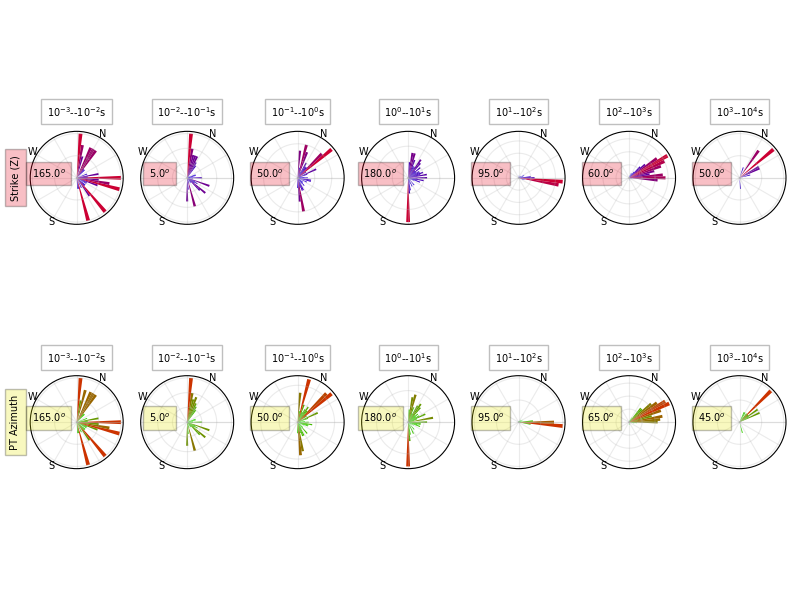 10⁻³--10⁻²s 10⁻²--10⁻¹s 10⁻¹--10⁰s 10⁰--10¹s 10¹--10²s 10²--10³s 10³--10⁴s
N N N N N N N
W W W W W W W
Strike (Z) 165.0° 5.0° 50.0° 180.0° 95.0° 60.0° 50.0°
S S S S S S S
10⁻³--10⁻²s 10⁻²--10⁻¹s 10⁻¹--10⁰s 10⁰--10¹s 10¹--10²s 10²--10³s 10³--10⁴s
N N N N N N N
W W W W W W W
PT Azimuth 165.0° 5.0° 50.0° 180.0° 95.0° 65.0° 45.0°
S S S S S S S